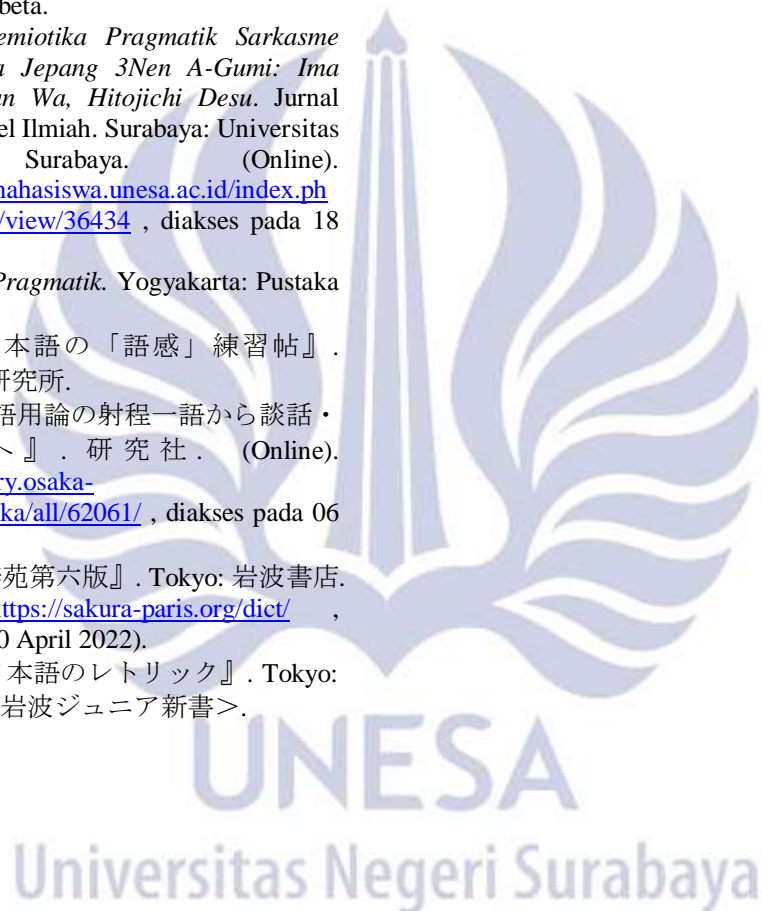 beta.
emiotika Pragmatik Sarkasme
a Jepang 3Nen A-Gumi: Ima
an Wa, Hitojichi Desu. Jurnal
el Ilmiah. Surabaya: Universitas
Surabaya. (Online).
nahasiswa.unesa.ac.id/index.ph
/view/36434 , diakses pada 18
Pragmatik. Yogyakarta: Pustaka
本語の「語感」練習帖』.
研究所.
語用論の射程一語から談話・
へ』. 研究社. (Online).
ry.osaka-
ka/all/62061/ , diakses pada 06
苑第六版』. Tokyo: 岩波書店.
ttps://sakura-paris.org/dict/ ,
0 April 2022).
本語のレトリック』. Tokyo:
岩波ジュニア新書＞.
UNESA
Universitas Negeri Surabaya